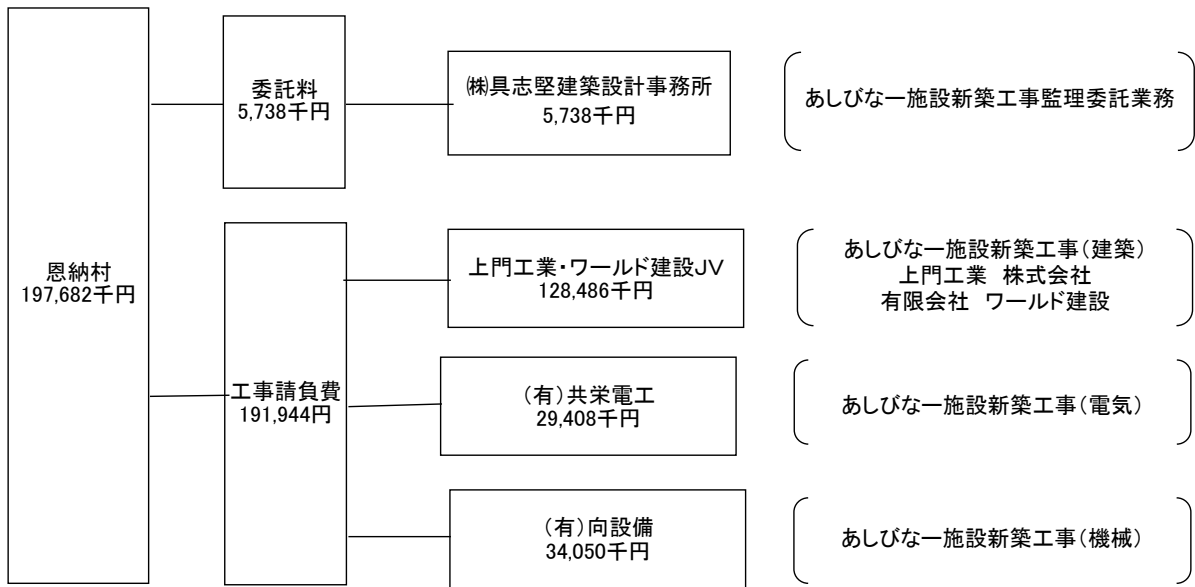 恩納村
197,682千円
委託料
5,738千円
㈱具志堅建築設計事務所
5,738千円
あしびなー施設新築工事監理委託業務
工事請負費
191,944円
上門工業・ワールド建設JV
128,486千円
あしびなー施設新築工事(建築)
上門工業 株式会社
有限会社 ワールド建設
(有)共栄電工
29,408千円
あしびなー施設新築工事(電気)
(有)向設備
34,050千円
あしびなー施設新築工事(機械)